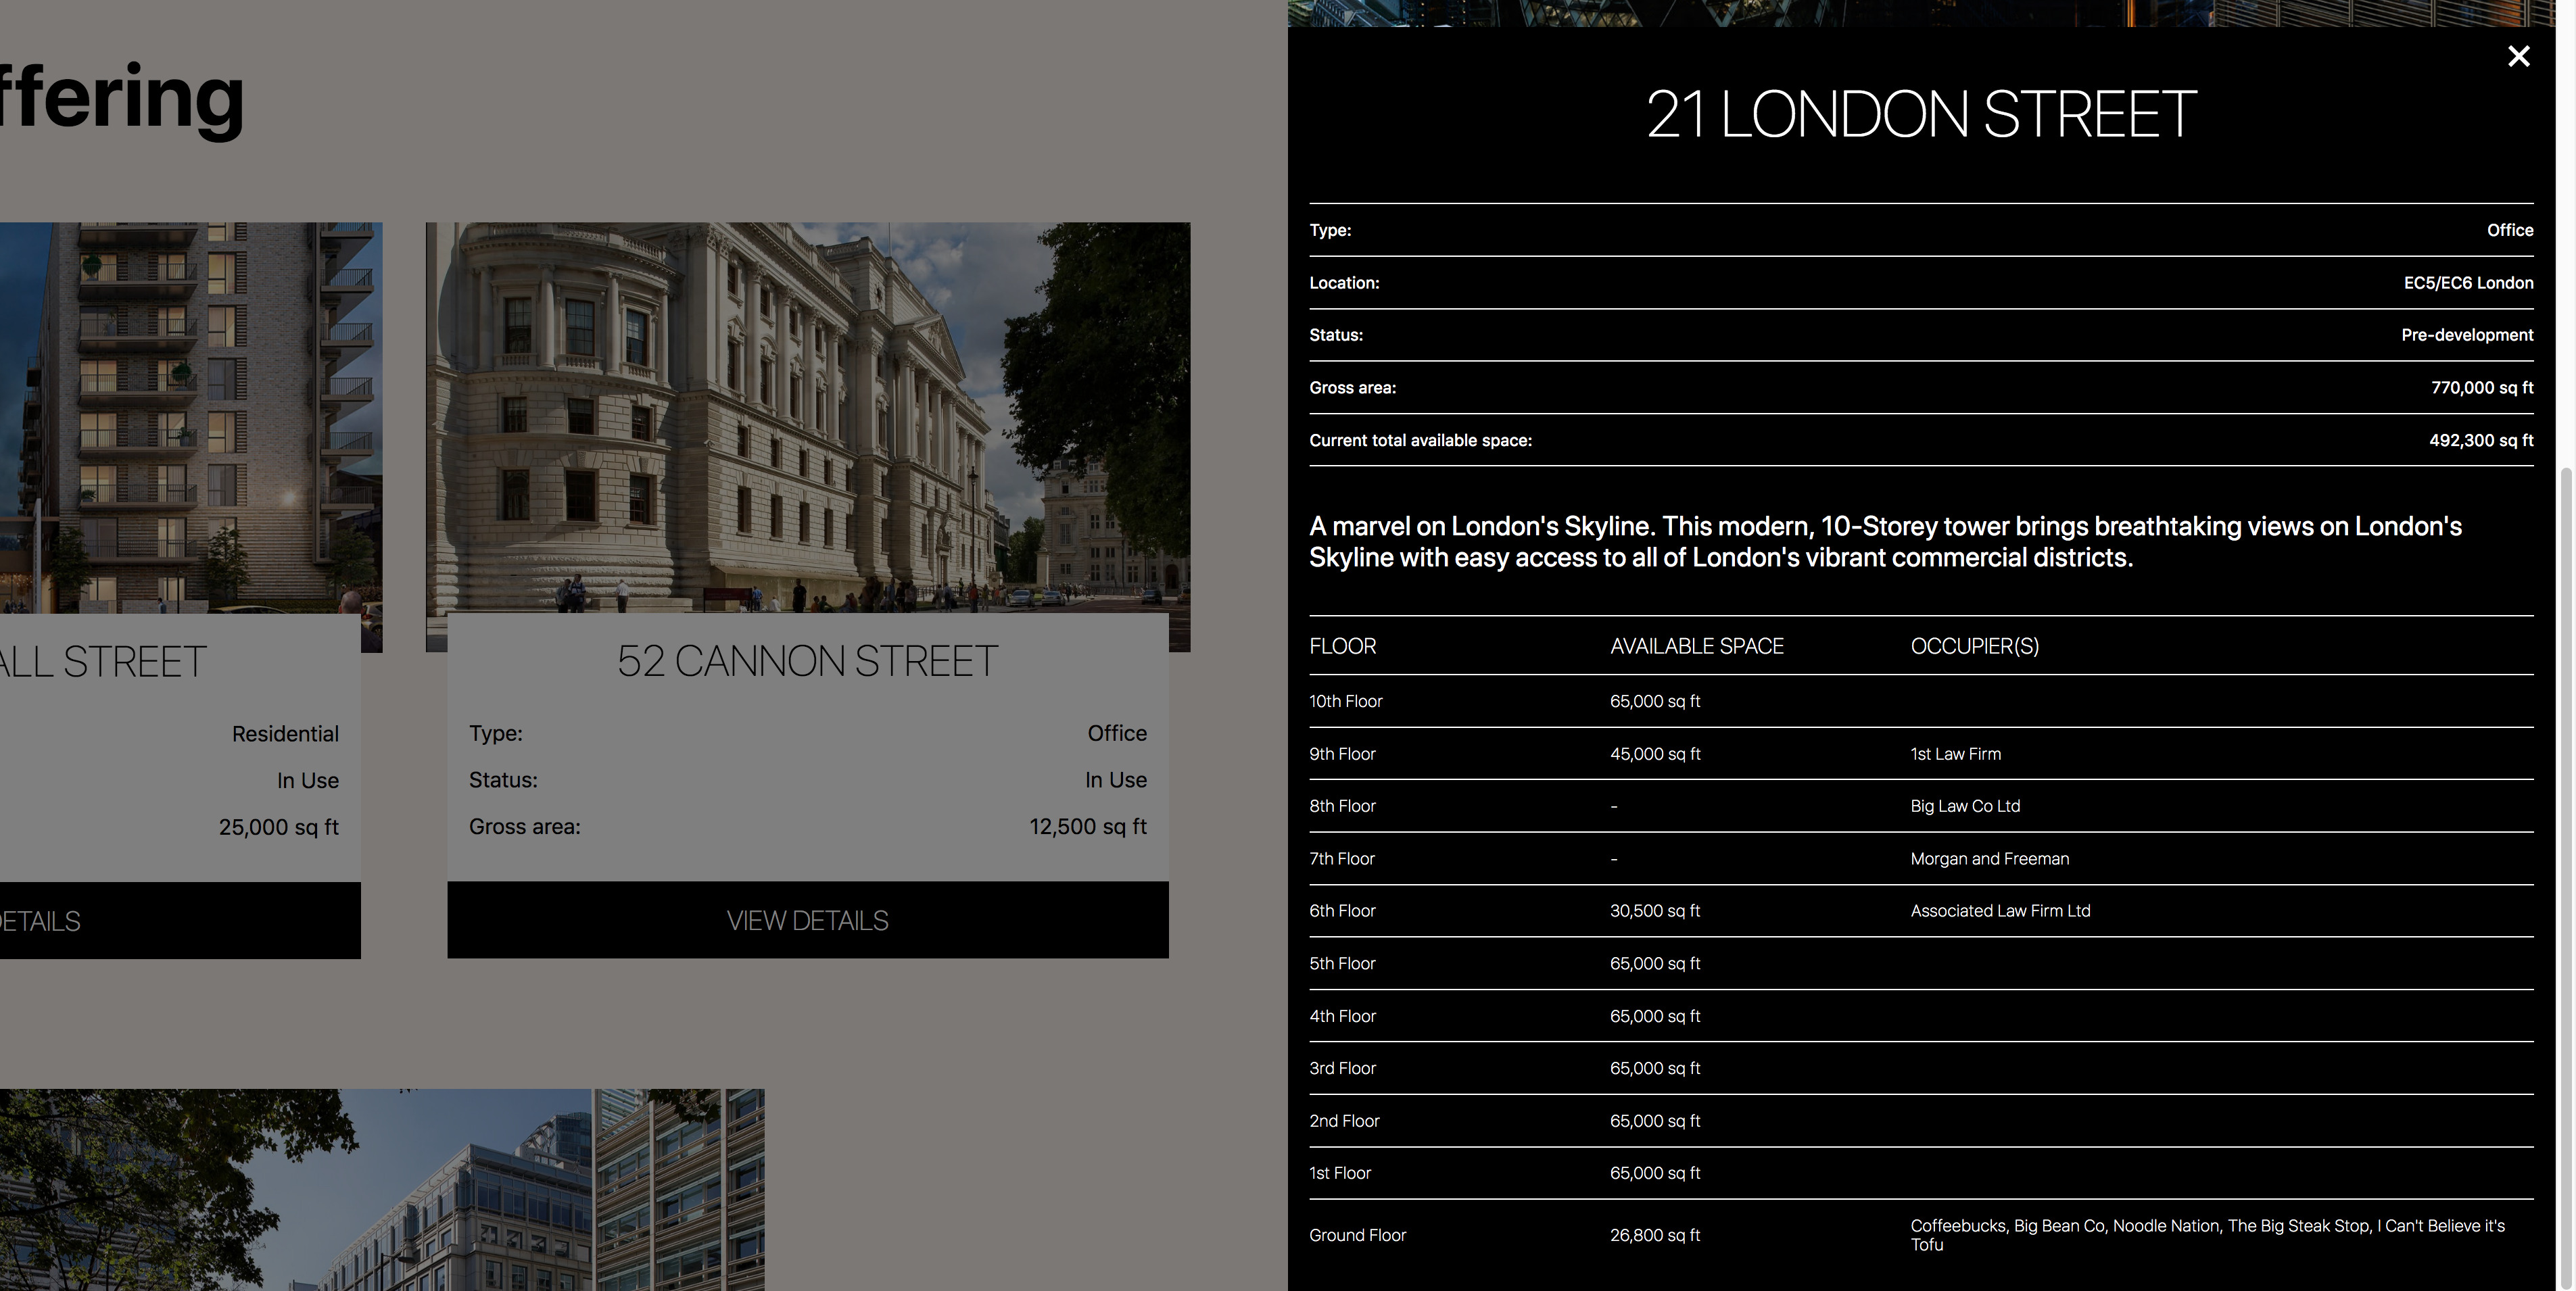 ffering
ALL STREET
Residential
In Use
25,000 sq ft
DETAILS
52 CANNON STREET
Type: Office
Status: In Use
Gross area: 12,500 sq ft
VIEW DETAILS
21 LONDON STREET
Type: Office
Location: EC5/EC6 London
Status: Pre-development
Gross area: 770,000 sq ft
Current total available space: 492,300 sq ft
A marvel on London's Skyline. This modern, 10-Storey tower brings breathtaking views on London's
Skyline with easy access to all of London's vibrant commercial districts.
FLOOR AVAILABLE SPACE OCCUPIER(S)
10th Floor 65,000 sq ft
9th Floor 45,000 sq ft 1st Law Firm
8th Floor - Big Law Co Ltd
7th Floor - Morgan and Freeman
6th Floor 30,500 sq ft Associated Law Firm Ltd
5th Floor 65,000 sq ft
4th Floor 65,000 sq ft
3rd Floor 65,000 sq ft
2nd Floor 65,000 sq ft
1st Floor 65,000 sq ft
Ground Floor 26,800 sq ft Coffeebucks, Big Bean Co, Noodle Nation, The Big Steak Stop, I Can't Believe it's
Tofu